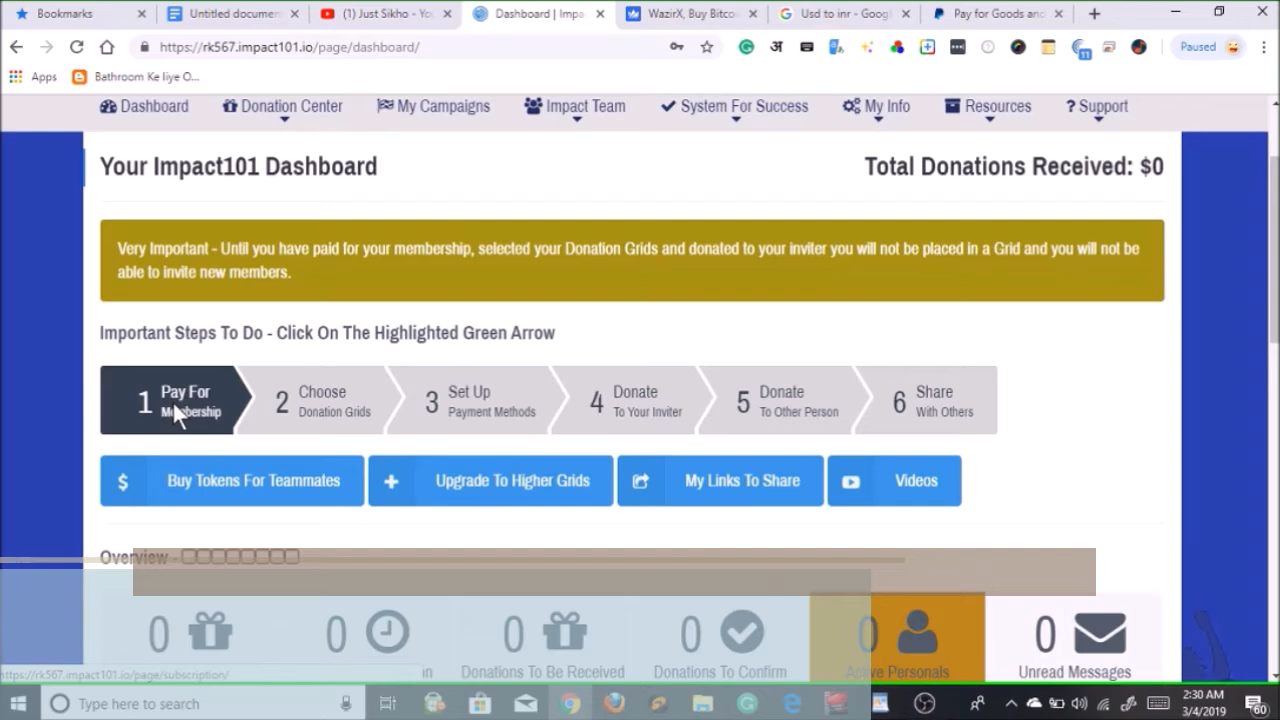 Bookmarks
Untitled documen
(1) Just Sikho - Yo
Dashboard | Impa
WazirX, Buy Bitco
Usd to inr - Googl
Pay for Goods and
https://rk567.impact101.io/page/dashboard/
अ
11
Paused
Apps
Bathroom Ke liye O...
Dashboard
Donation Center
My Campaigns
Impact Team
System For Success
My Info
Resources
? Support
Your Impact101 Dashboard
Total Donations Received: $0
Very Important - Until you have paid for your membership, selected your Donation Grids and donated to your inviter you will not be placed in a Grid and you will not be
able to invite new members.
Important Steps To Do - Click On The Highlighted Green Arrow
1 Pay For Membership
2 Choose Donation Grids
3 Set Up Payment Methods
4 Donate To Your Inviter
5 Donate To Other Person
6 Share With Others
$ Buy Tokens For Teammates
Upgrade To Higher Grids
My Links To Share
Videos
Overview -
0
0
0
0
0
0
Donations To Be Received
Donations To Confirm
Active Personals
Unread Messages
https://rk567.impact101.io/page/subscription/
Type here to search
2:30 AM
3/4/2019
60